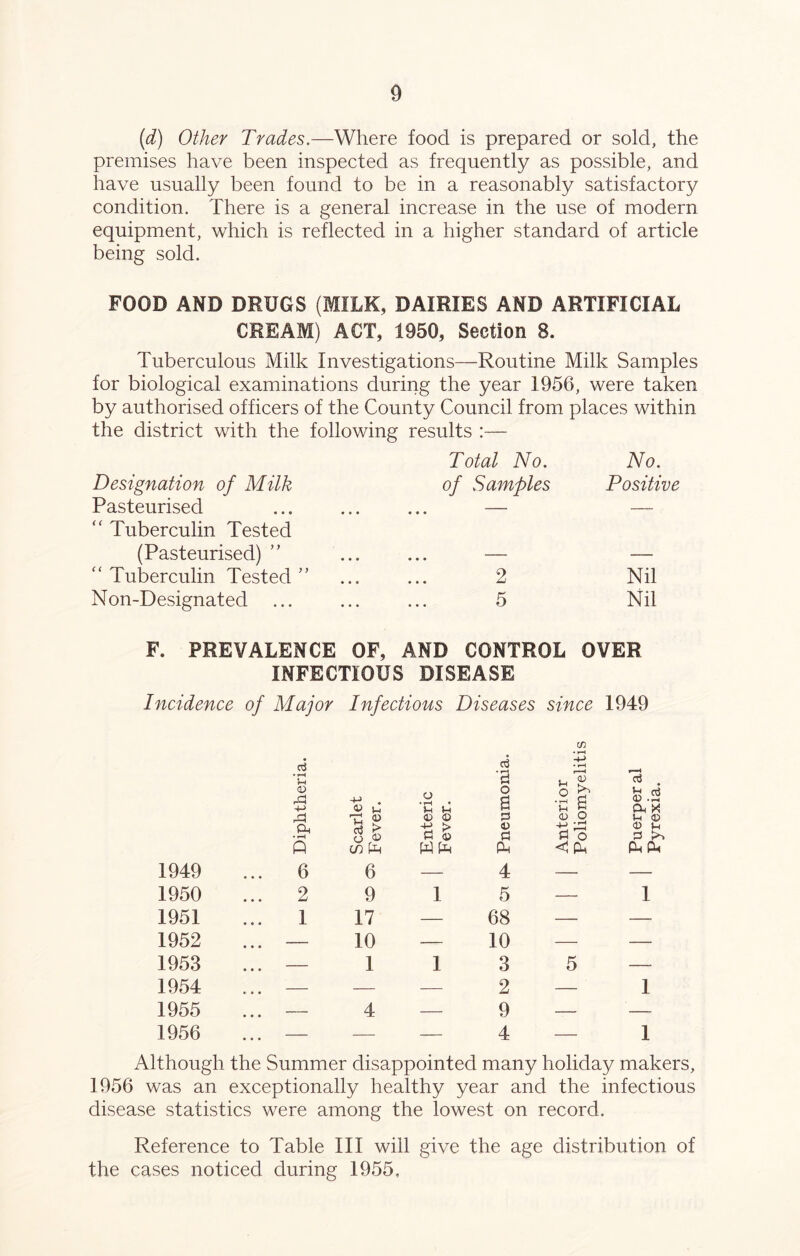 9
(d) Other Trades.—Where food is prepared or sold, the
premises have been inspected as frequently as possible, and
have usually been found to be in a reasonably satisfactory
condition. There is a general increase in the use of modern
equipment, which is reflected in a higher standard of article
being sold.
FOOD AND DRUGS (MILK, DAIRIES AND ARTIFICIAL
CREAM) ACT, 1950, Section 8.
Tuberculous Milk Investigations—Routine Milk Samples
for biological examinations during the year 1956, were taken
by authorised officers of the County Council from places within
the district with the following results :—
Total No. No.
Designation of Milk of Samples Positive
Pasteurised ... ... ... — —
“ Tuberculin Tested
(Pasteurised) ” ... ... — —
“ Tuberculin Tested ” ... ... 2 Nil
Non-Designated ... ... ... 5 Nil
F. PREVALENCE OF, AND CONTROL OVER
INFECTIOUS DISEASE
Incidence of Major Infectious Diseases since 1949
Diphtheria.
Scarlet
Fever.
Enteric
Fever.
Pneumonia.
Anterior
Poliomyelitis
Puerperal
Pyrexia.
1949 ... 6 6 — 4 — —
1950 ... 2 9 1 5 — 1
1951 ... 1 17 — 68 — —
1952 ... — 10 — 10 — —
1953 ... — 1 1 3 5 —
1954 ... — — — 2 — 1
1955 ... — 4 — 9 — —
1956 ... — — — 4 — 1
Although the Summer disappointed many holiday makers,
1956 was an exceptionally healthy year and the infectious
disease statistics were among the lowest on record.
Reference to Table III will give the age distribution of
the cases noticed during 1955,